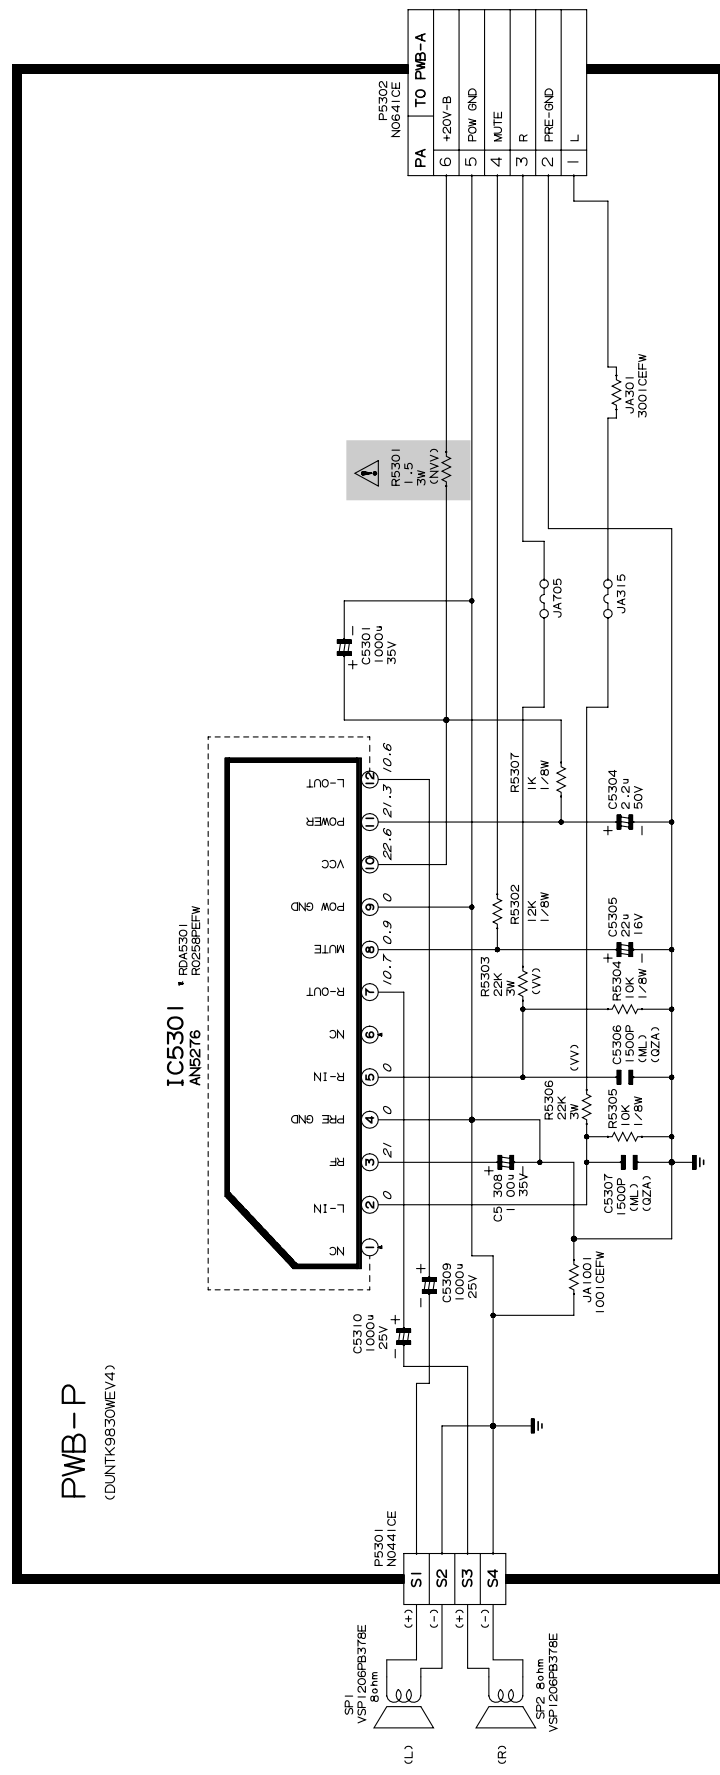 PWB-P
(DUNTK9830WEV4)
IC5301
AN5276
* RDA5301
R0258PEFW
NC
L-IN
RF
PRE GND
R-IN
NC
R-OUT
MUTE
POW GND
VCC
POWER
L-OUT
1
2
3
4
5
6
7
8
9
10
11
12
0
21
0
0
10.7
0.9
0
22.6
21.3
10.6
P5302
N0641CE
PA
TO PWB-A
6
+20V-B
5
POW GND
4
MUTE
3
R
2
PRE-GND
1
L
R5301
1.5
3W
(NVV)
C5301
1000u
35V
+
-
JA301
3001CEFW
JA705
JA315
R5307
1K
1/8W
C5304
2.2u
50V
+
-
R5302
12K
1/8W
C5305
22u
16V
+
-
R5303
22K
3W
(VV)
R5304
10K
1/8W
C5306
1500P
(ML)
(QZA)
(VV)
R5306
22K
3W
R5305
10K
1/8W
C5307
1500P
(ML)
(QZA)
35V
+
-
JA1001
1001CEFW
C5309
1000u
25V
+
-
C5310
1000u
25V
+
-
P5301
N0441CE
S1
S2
S3
S4
(+)
(-)
(+)
(-)
SP1
VSP1206PB378E
8ohm
(L)
SP2 8ohm
VSP1206PB378E
(R)